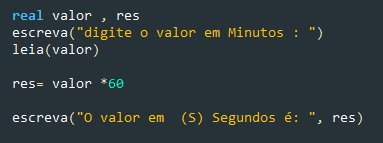 real valor , res
escreva("digite o valor em Minutos : ")
leia(valor)
res= valor *60
escreva("O valor em  (S) Segundos é: ", res)